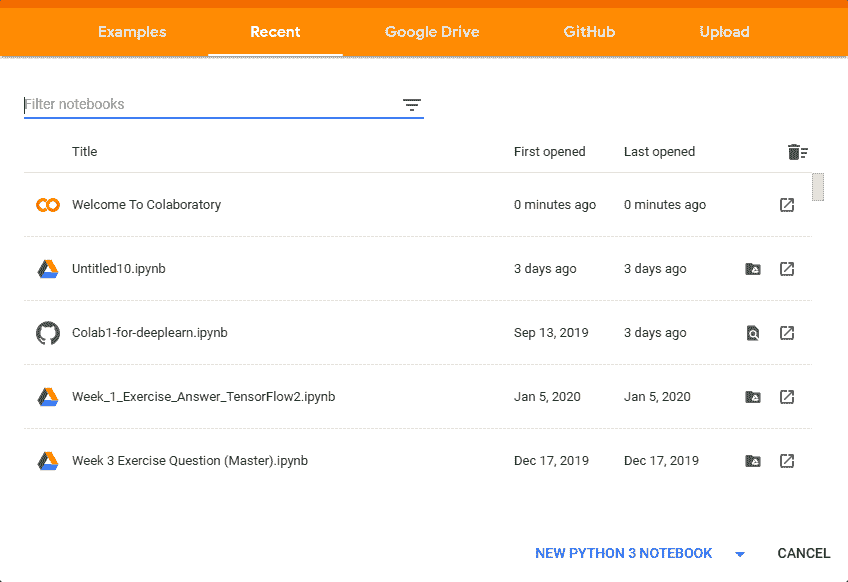 Examples Recent Google Drive GitHub Upload
Filter notebooks
Title First opened Last opened
Welcome To Colaboratory 0 minutes ago 0 minutes ago
Untitled10.ipynb 3 days ago 3 days ago
Colab1-for-deeplearn.ipynb Sep 13, 2019 3 days ago
Week_1_Exercise_Answer_TensorFlow2.ipynb Jan 5, 2020 Jan 5, 2020
Week 3 Exercise Question (Master).ipynb Dec 17, 2019 Dec 17, 2019
NEW PYTHON 3 NOTEBOOK CANCEL